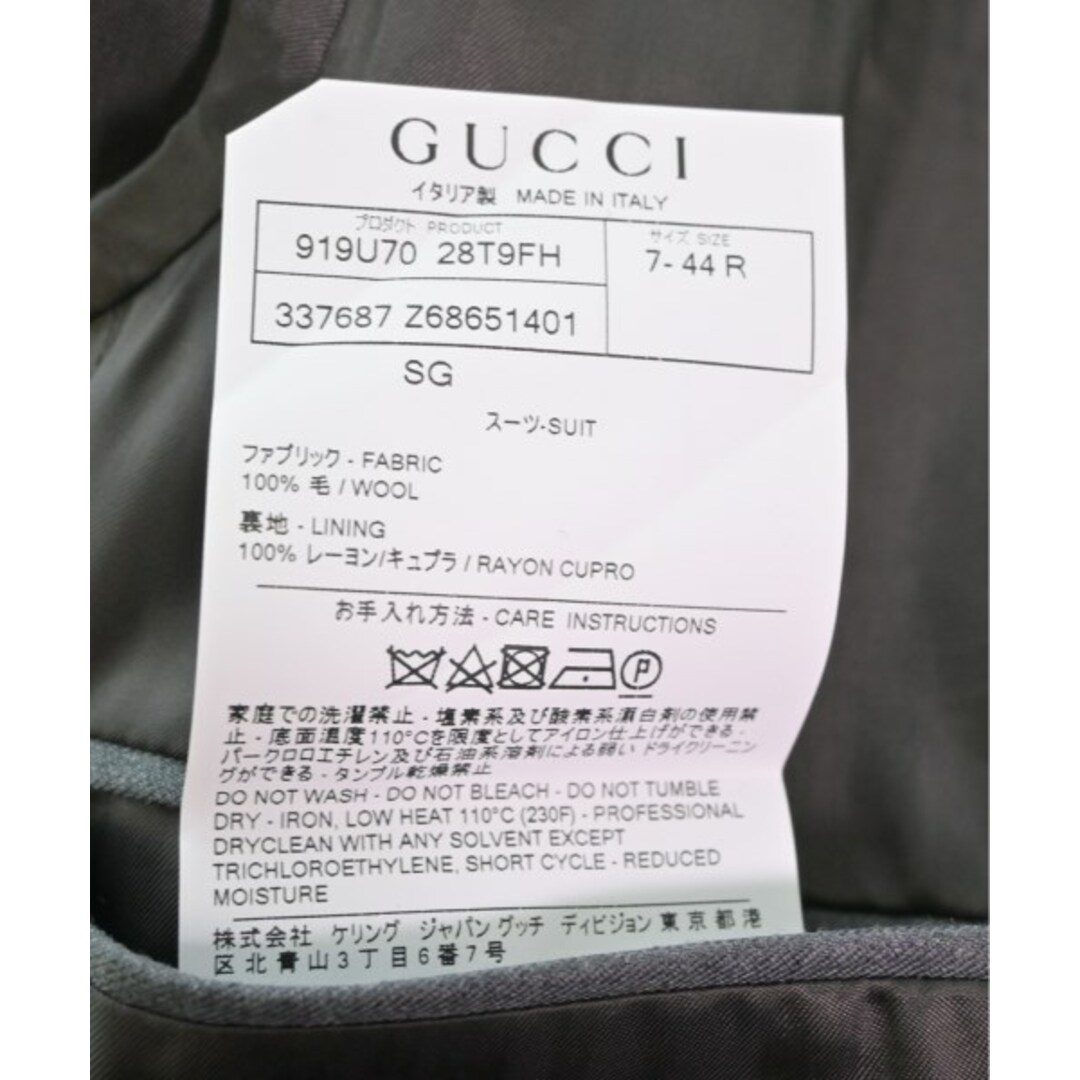 GUCCI
イタリア製 MADE IN ITALY
プロダクト PRODUCT
919U70 28T9FH
サイズ SIZE
7- 44 R
337687 Z68651401
SG
スーツ-SUIT
ファブリック - FABRIC
100% 毛 / WOOL
裏地 - LINING
100% レーヨン/キュプラ / RAYON CUPRO
お手入れ方法 - CARE INSTRUCTIONS
P
家庭での洗濯禁止 - 塩素系及び酸素系漂白剤の使用禁
止 - 底面温度110°Cを限度としてアイロン仕上げができる -
パークロロエチレン及び石油系溶剤による弱い ドライクリーニン
グができる - タンブル乾燥禁止
DO NOT WASH - DO NOT BLEACH - DO NOT TUMBLE
DRY - IRON, LOW HEAT 110°C (230F) - PROFESSIONAL
DRYCLEAN WITH ANY SOLVENT EXCEPT
TRICHLOROETHYLENE, SHORT CYCLE - REDUCED
MOISTURE
株式会社 ケリング ジャパン グッチ ディビジョン 東京都港
区北青山3丁目6番7号